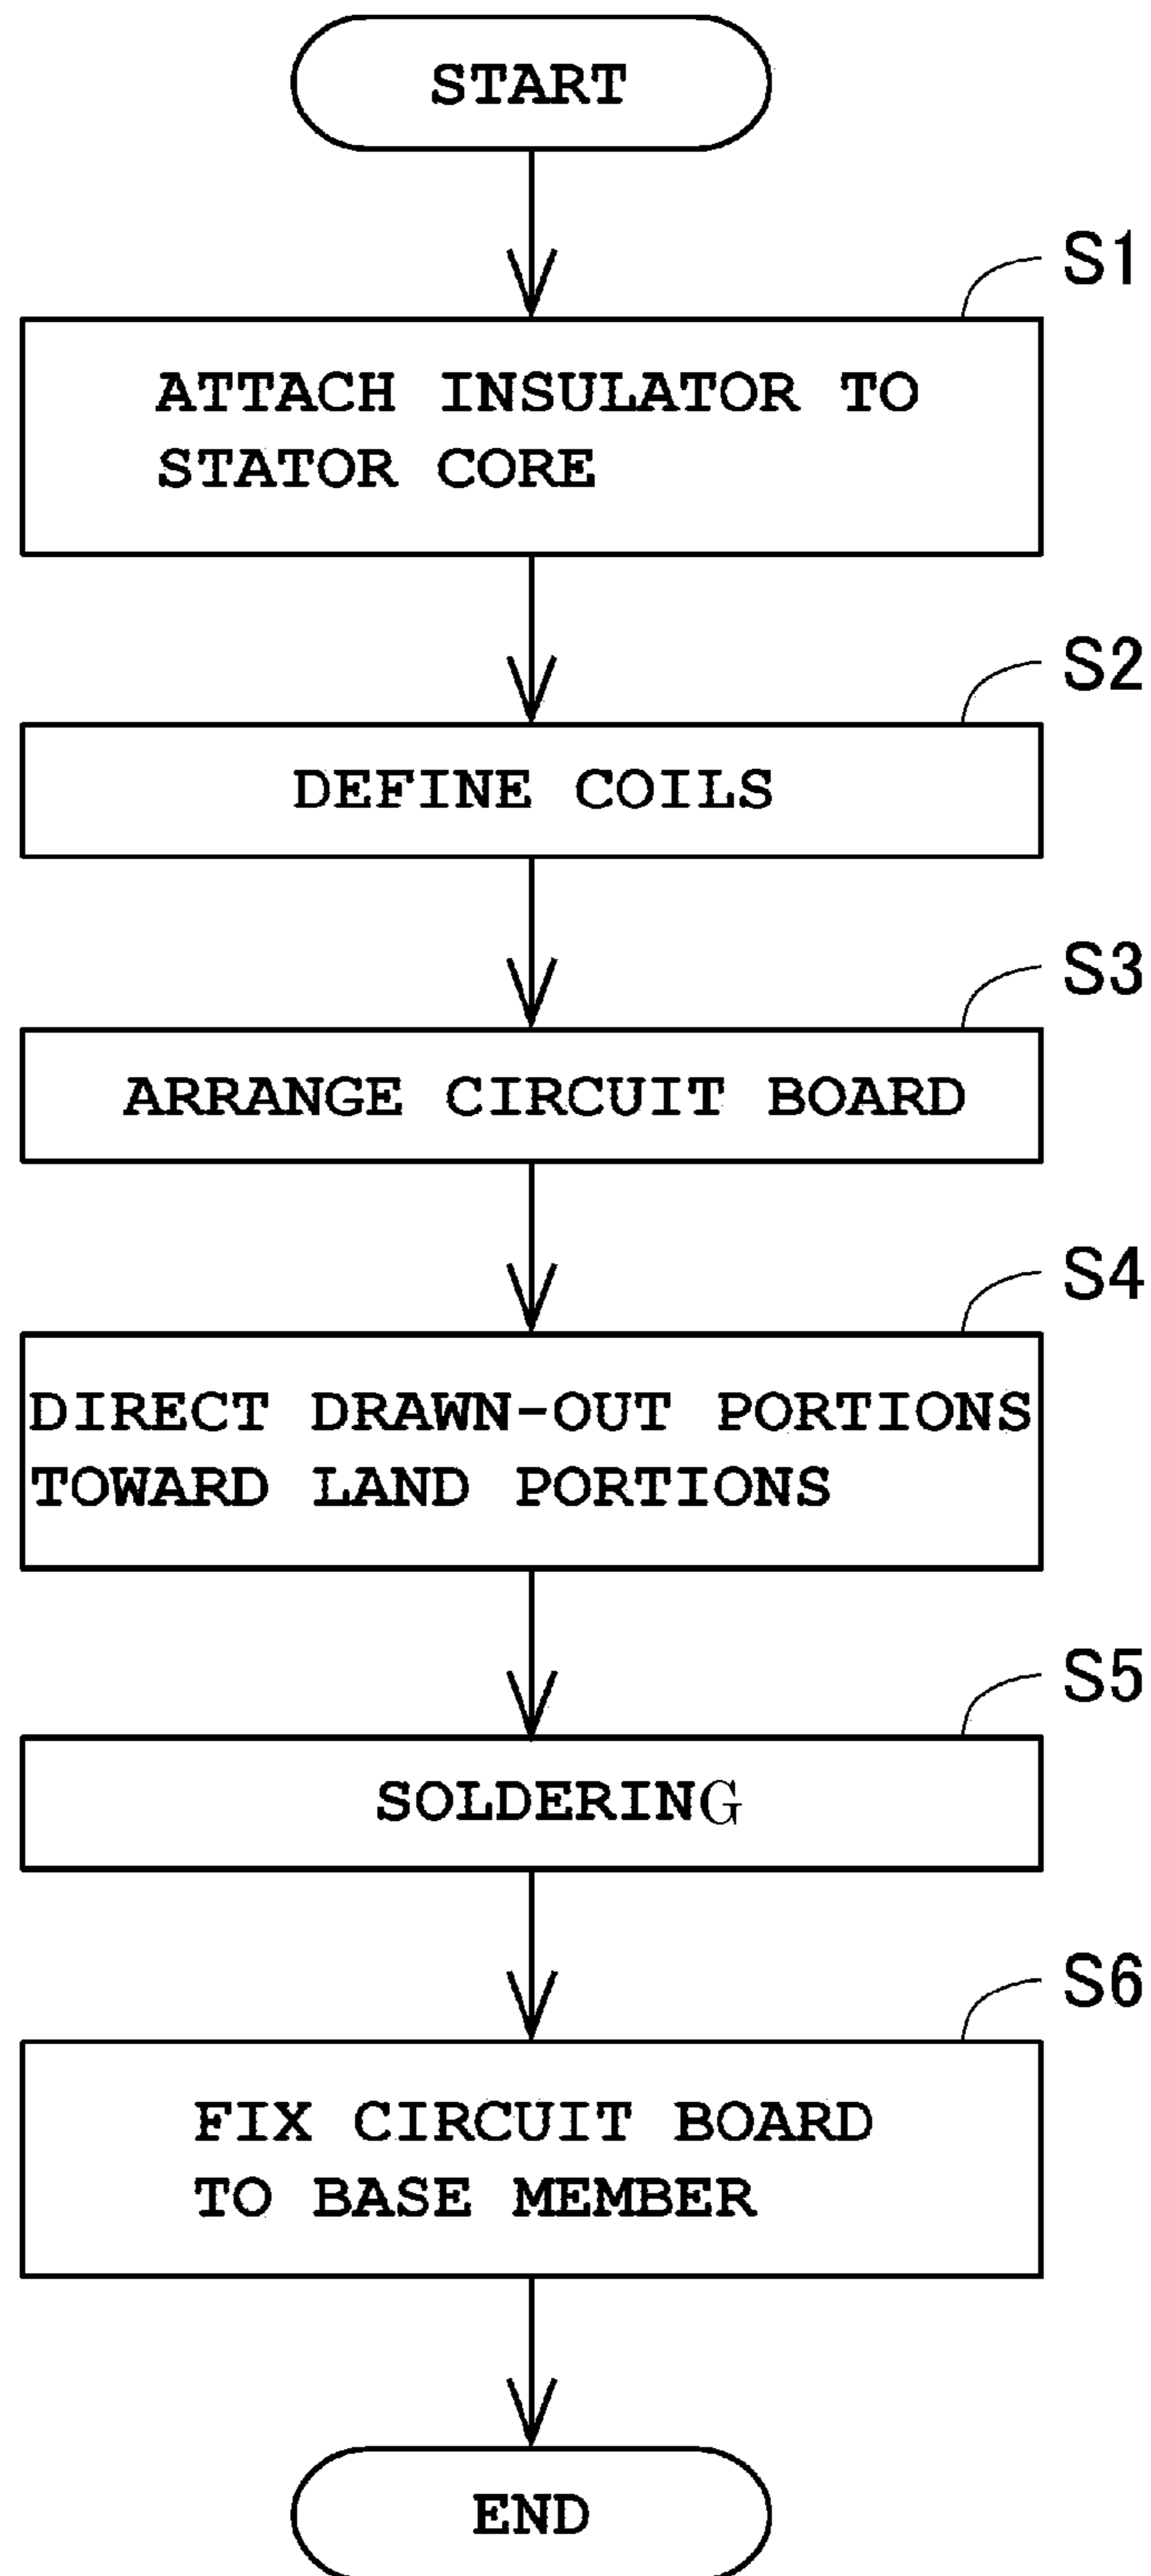 START
S1
ATTACH INSULATOR TO
STATOR CORE
S2
DEFINE COILS
S3
ARRANGE CIRCUIT BOARD
S4
DIRECT DRAWN-OUT PORTIONS
TOWARD LAND PORTIONS
S5
SOLDERING
S6
FIX CIRCUIT BOARD
TO BASE MEMBER
END